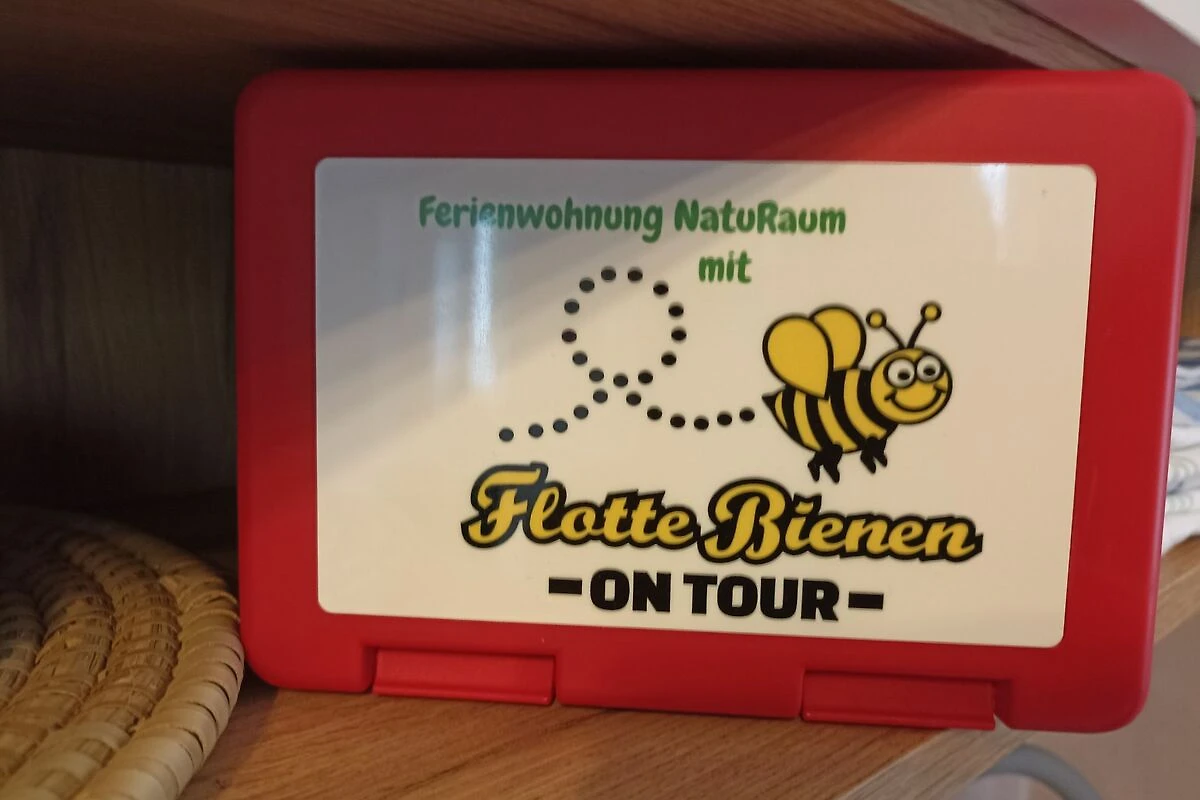 Ferienwohnung NatuRaum
mit
Flotte Bienen
-ON TOUR-